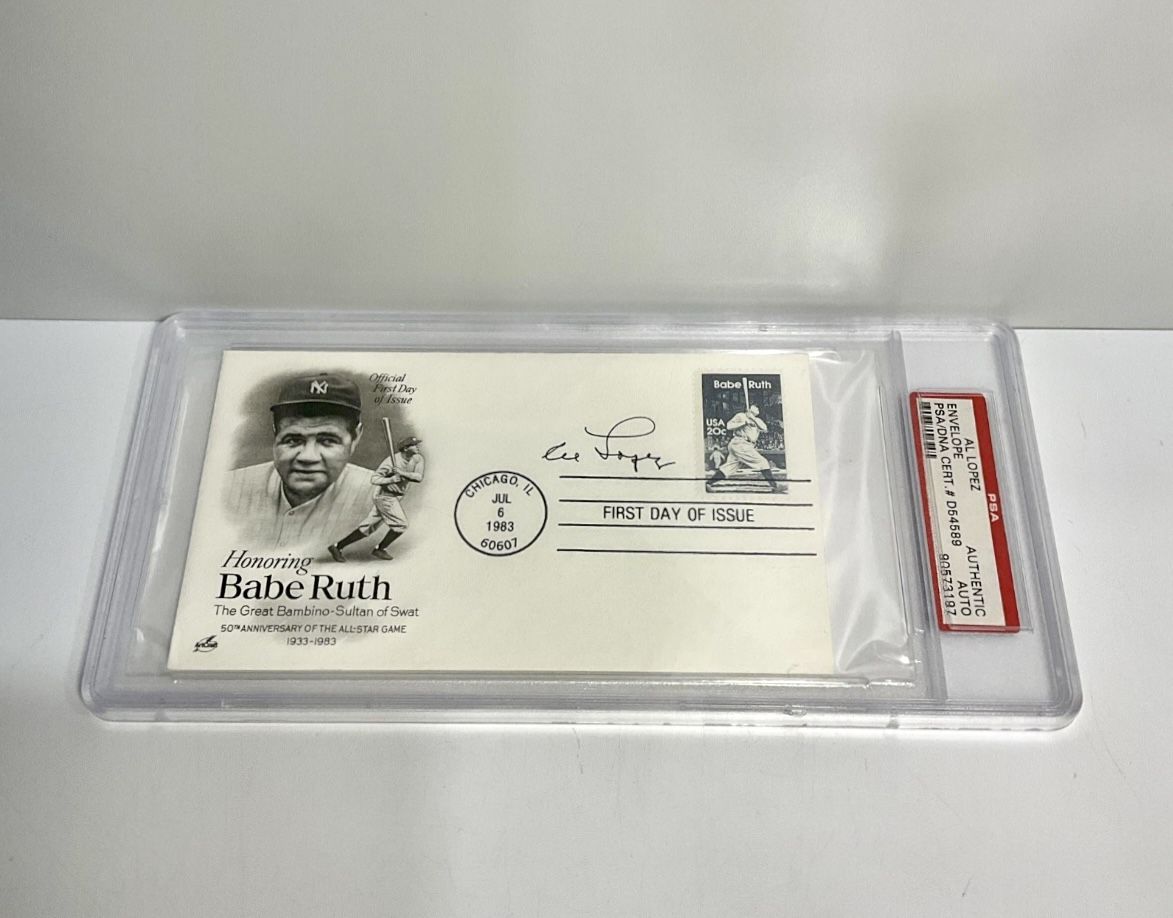 NY
Official
First Day
of Issue
Honoring
Babe Ruth
The Great Bambino-Sultan of Swat
50TH ANNIVERSARY OF THE ALL-STAR GAME
1933-1983
Al Lopez
CHICAGO, IL
JUL
6
1983
60607
FIRST DAY OF ISSUE
Babe Ruth
USA
20c
PSA
AL LOPEZ AUTHENTIC
ENVELOPE AUTO
PSA/DNA CERT.# D54589 90573197